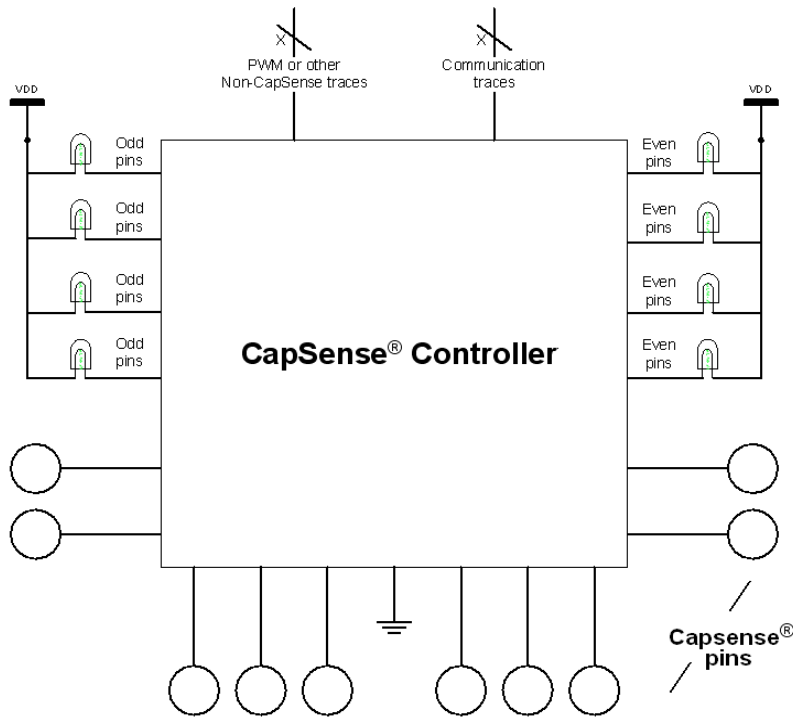 X
PWM or other
Non-CapSense traces
X
Communication
traces
VDD
VDD
Odd
pins
Even
pins
Odd
pins
Even
pins
Odd
pins
Even
pins
Odd
pins
Even
pins
CapSense® Controller
Capsense®
pins